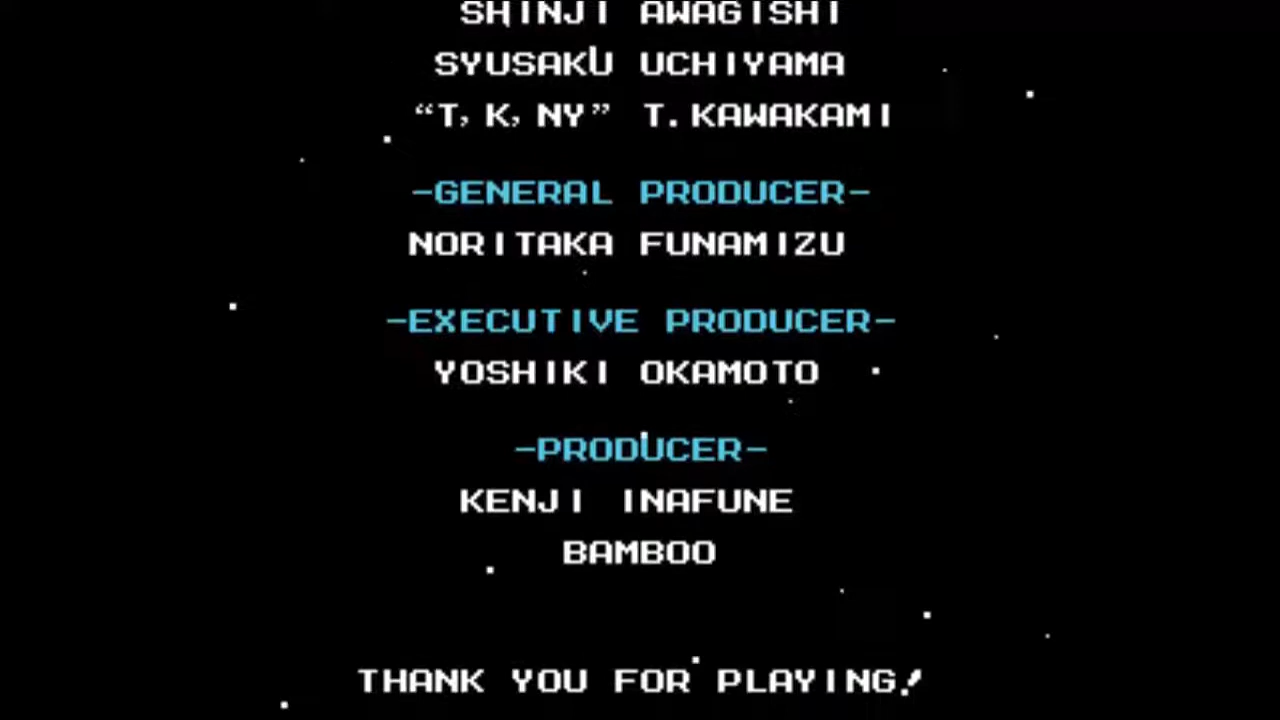 SHINJI AWAGISHI
SYUSAKU UCHIYAMA
“T, K, NY” T.KAWAKAMI
-GENERAL PRODUCER-
NORITAKA FUNAMIZU
-EXECUTIVE PRODUCER-
YOSHIKI OKAMOTO
-PRODUCER-
KENJI INAFUNE
BAMBOO
THANK YOU FOR PLAYING!